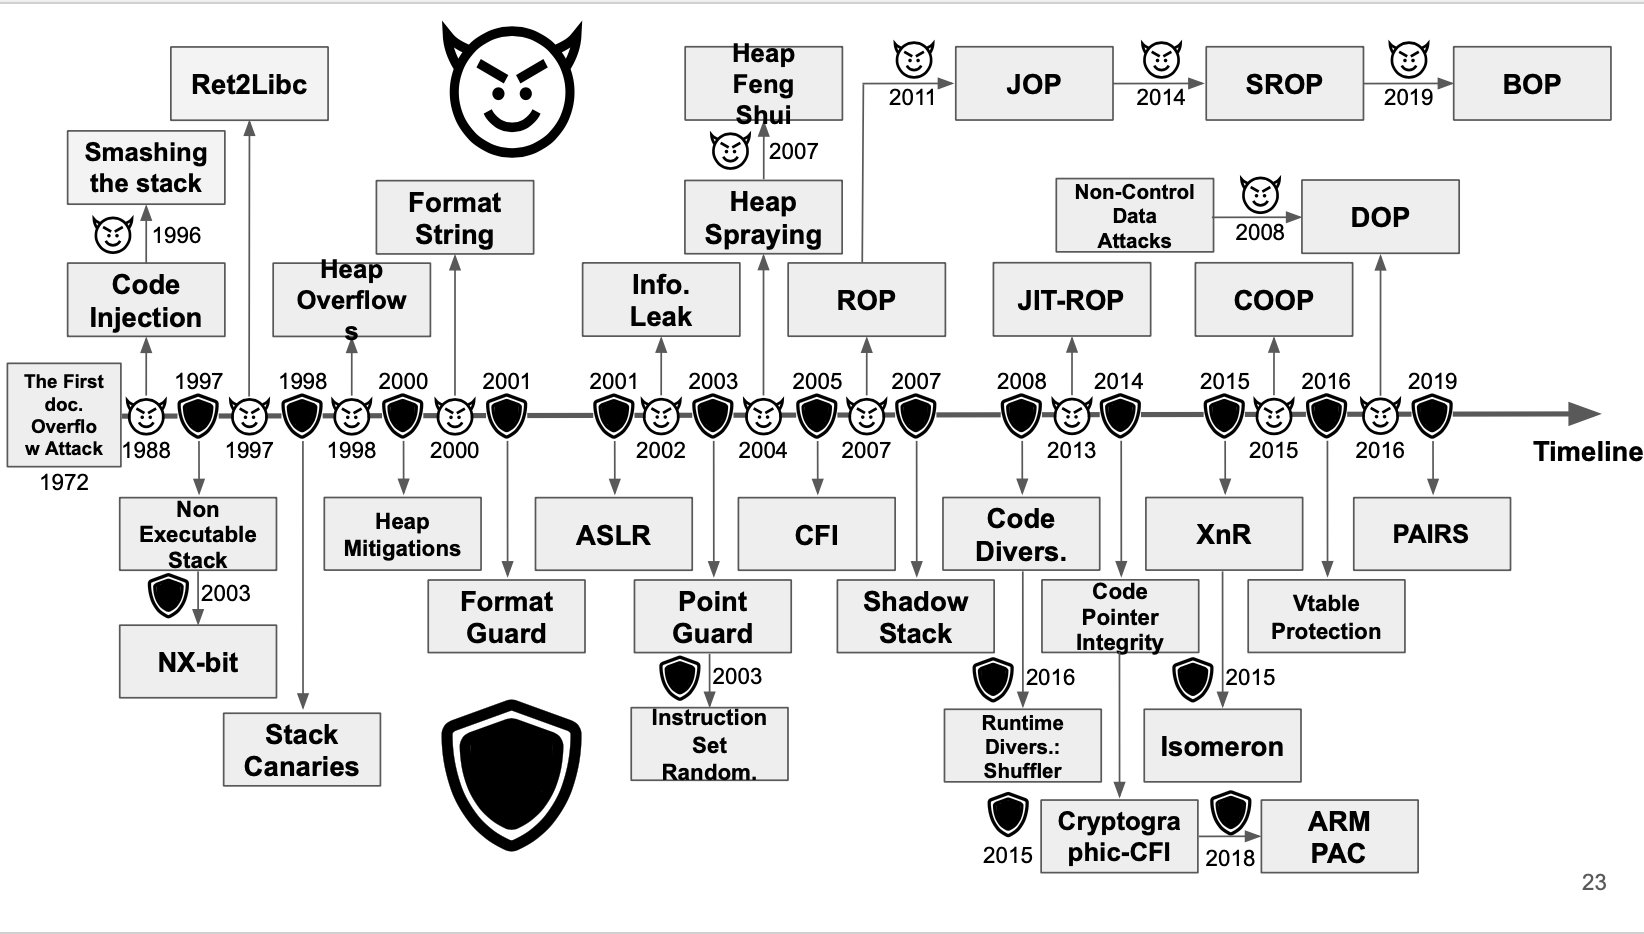 Ret2Libc
Smashing
the stack
1996
Code
Injection
Heap
Overflow
s
Format
String
Heap
Feng
Shui
2007
Heap
Spraying
Info.
Leak
ROP
2011
JOP
2014
SROP
2019
BOP
Non-Control
Data
Attacks
2008
DOP
JIT-ROP
COOP
The First
doc.
Overflo
w Attack
1972
1997
1998
2000
2001
2001
2003
2005
2007
2008
2014
2015
2016
2019
1988
1997
1998
2000
2002
2004
2007
2013
2015
2016
Timeline
Non
Executable
Stack
2003
NX-bit
Stack
Canaries
Heap
Mitigations
Format
Guard
ASLR
Point
Guard
2003
Instruction
Set
Random.
CFI
Shadow
Stack
Code
Divers.
2016
Runtime
Divers.:
Shuffler
Code
Pointer
Integrity
2015
Cryptogra
phic-CFI
2018
ARM
PAC
XnR
2015
Isomeron
Vtable
Protection
PAIRS
23